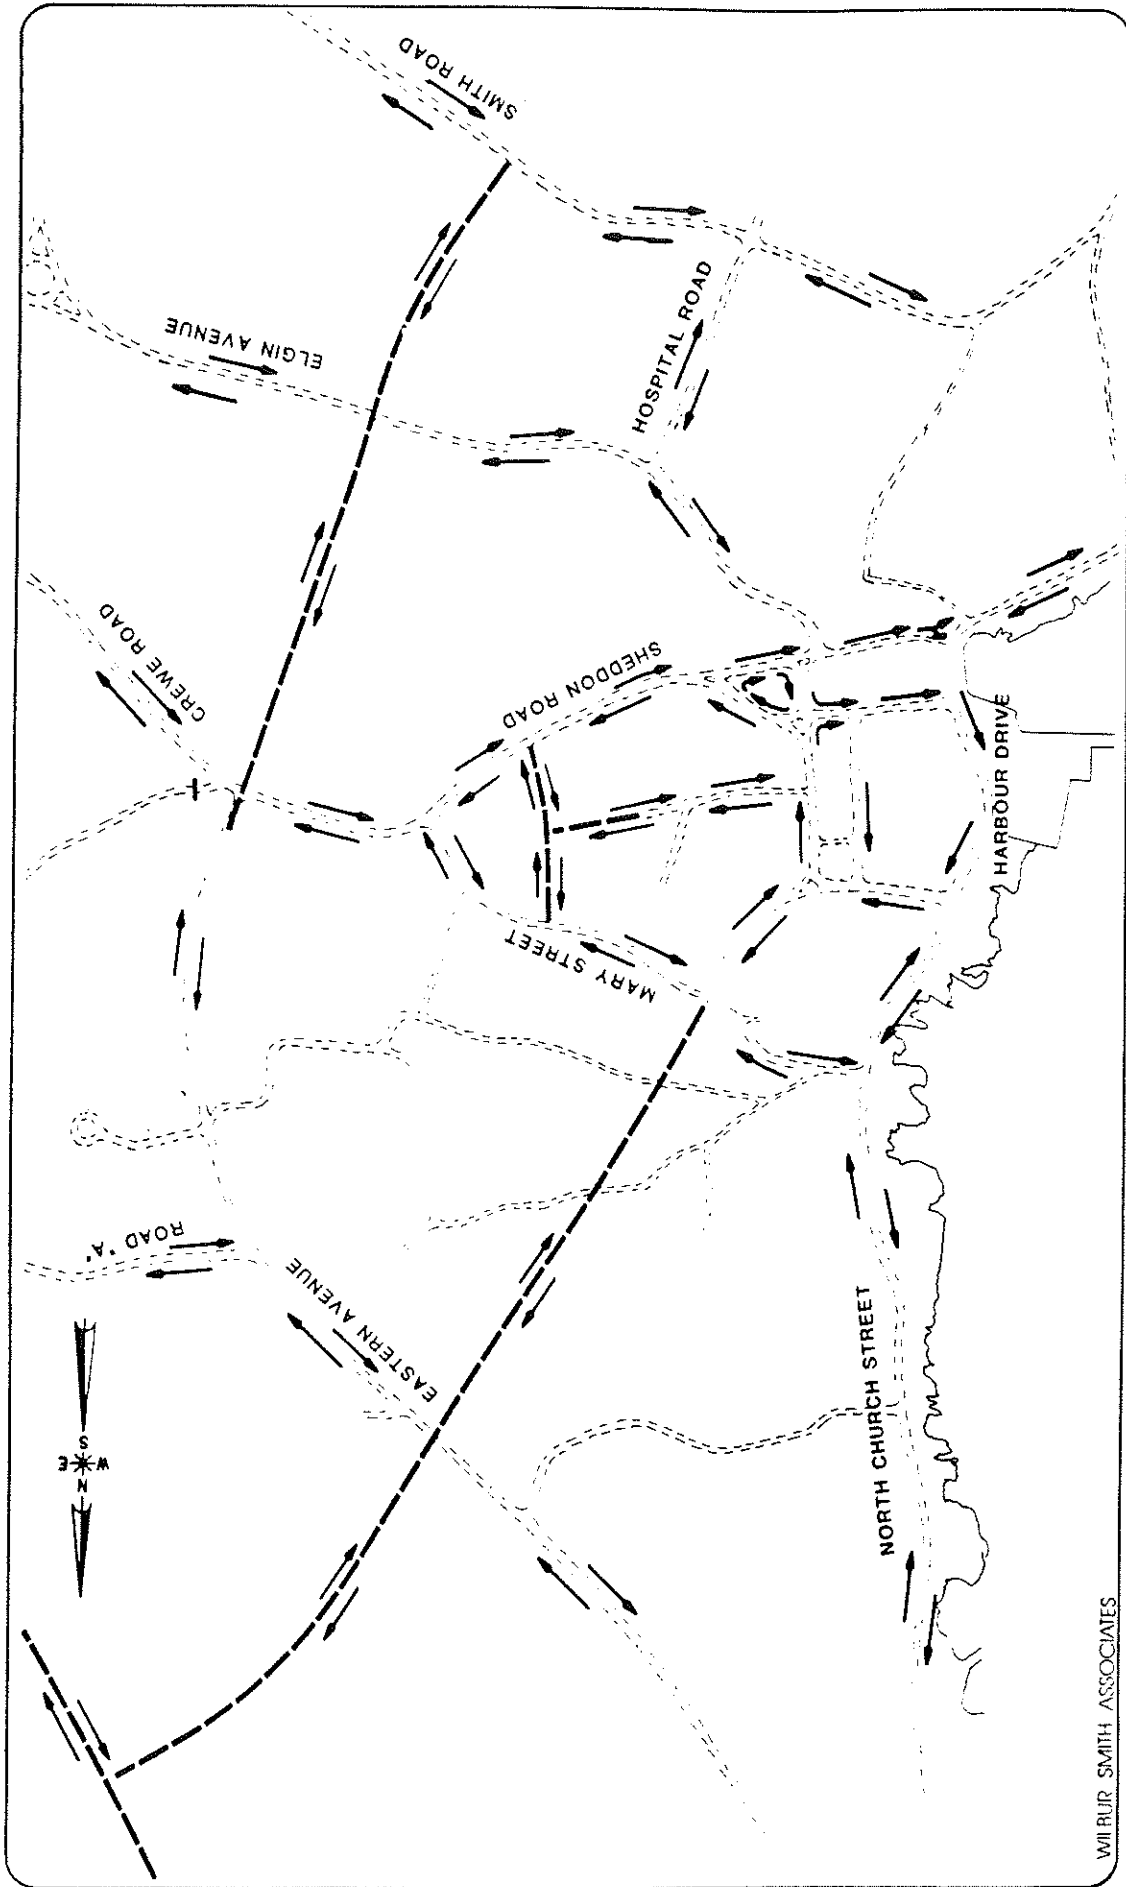 SMITH ROAD
ELGIN AVENUE
HOSPITAL ROAD
CREWE ROAD
SHEDDON ROAD
HARBOUR DRIVE
MARY STREET
ROAD 'A'
EASTERN AVENUE
NORTH CHURCH STREET
S
W E
N
WILBUR SMITH ASSOCIATES